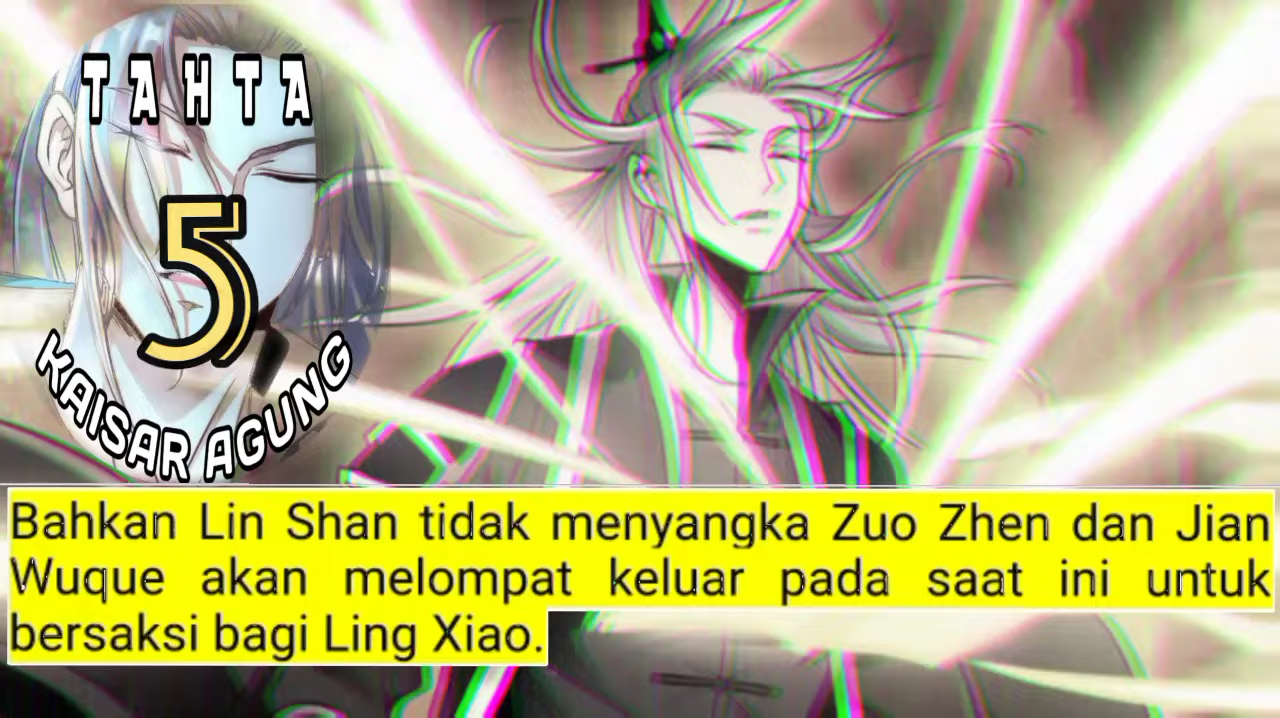 TAHTA
5
KAISAR AGUNG
Bahkan Lin Shan tidak menyangka Zuo Zhen dan Jian
Wuque akan melompat keluar pada saat ini untuk
bersaksi bagi Ling Xiao.